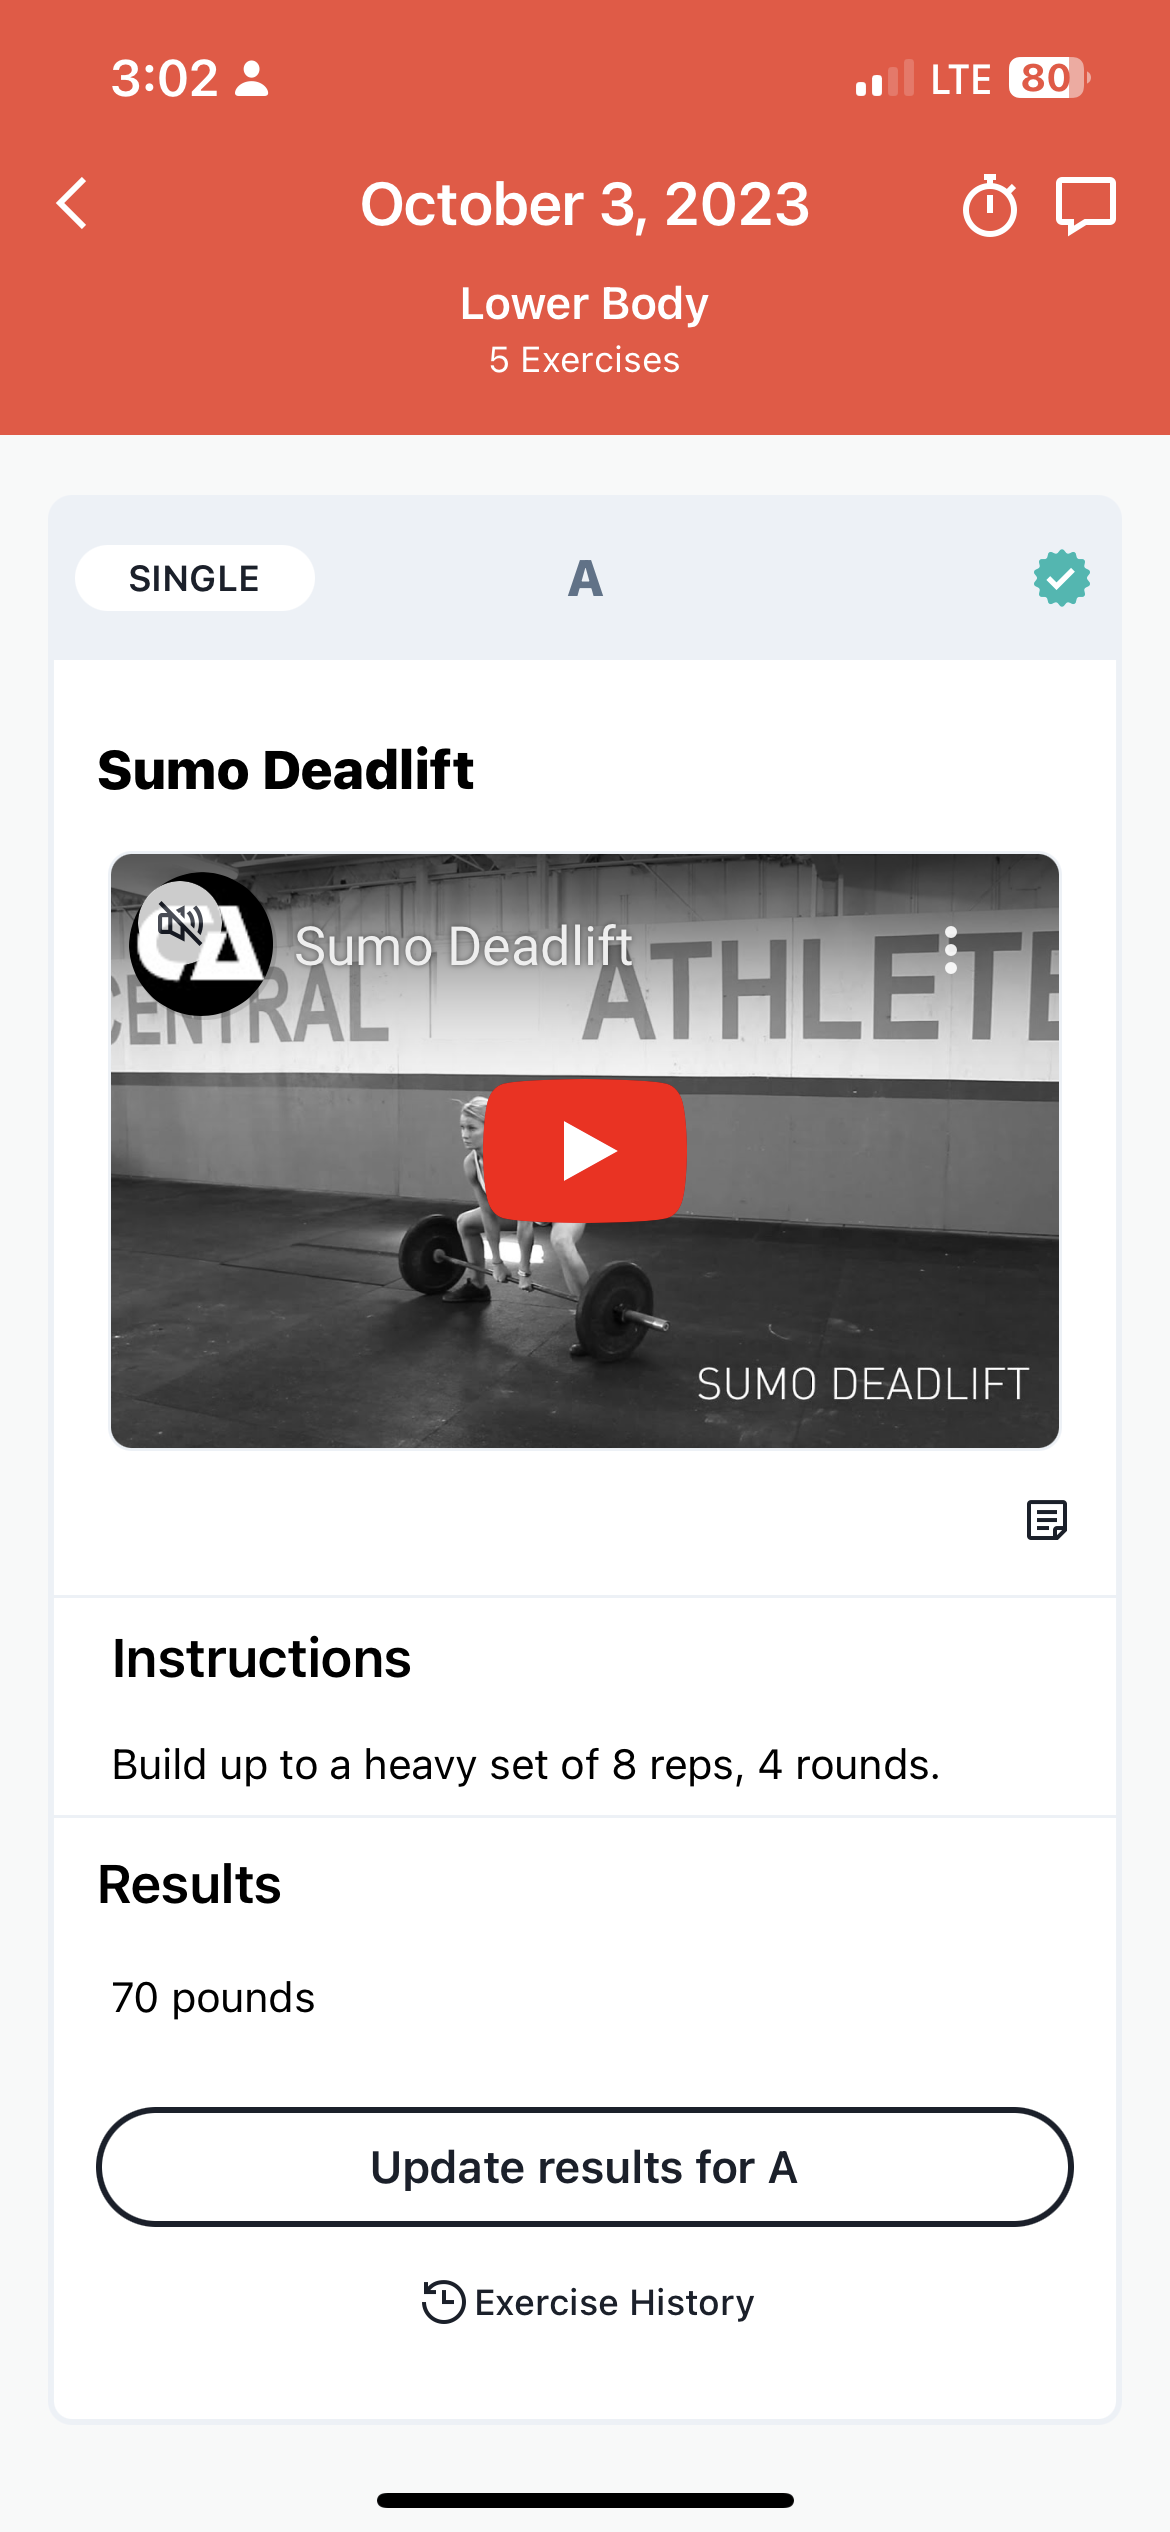 3:02 LTE 80
October 3, 2023
Lower Body
5 Exercises
SINGLE A
Sumo Deadlift
CA Sumo Deadlift
CENTRAL ATHLETE
SUMO DEADLIFT
Instructions
Build up to a heavy set of 8 reps, 4 rounds.
Results
70 pounds
Update results for A
Exercise History